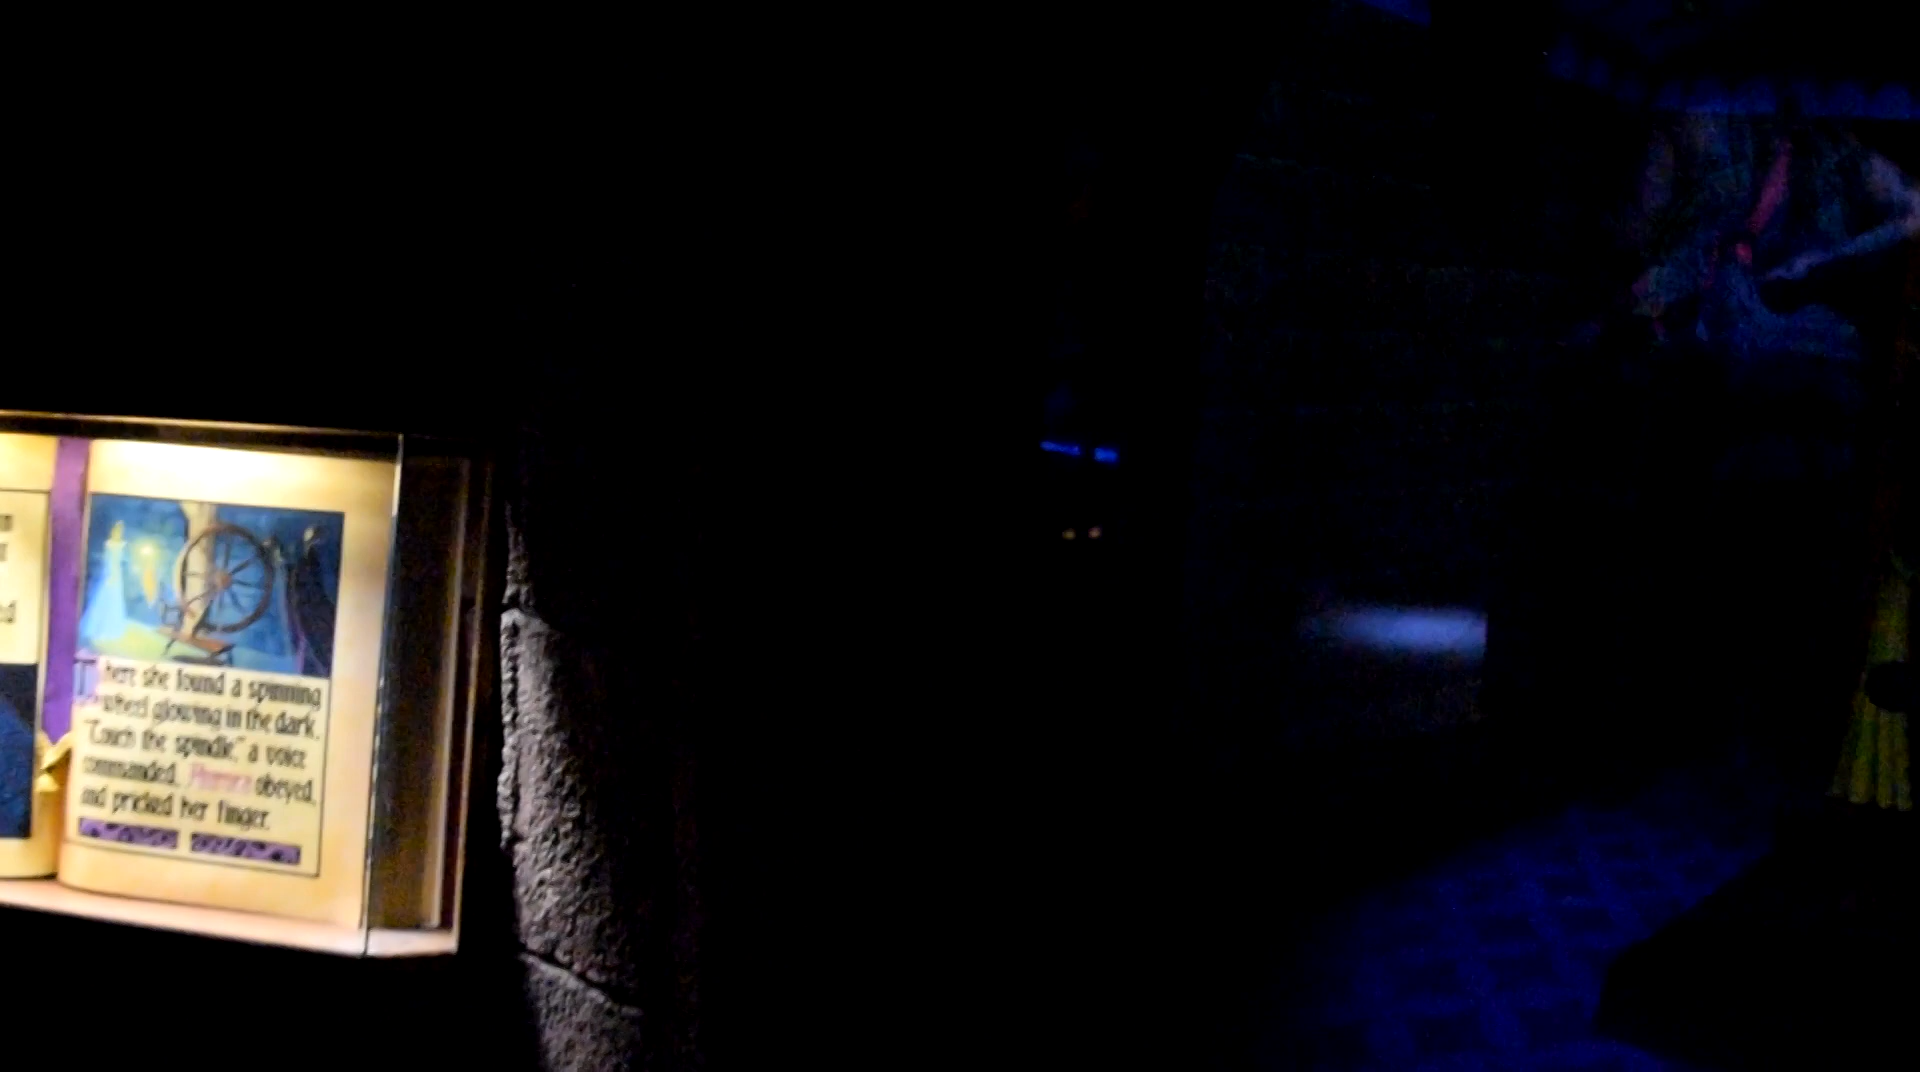 There she found a spinning
wheel glowing in the dark.
"Touch the spindle," a voice
commanded. Aurora obeyed,
and pricked her finger.